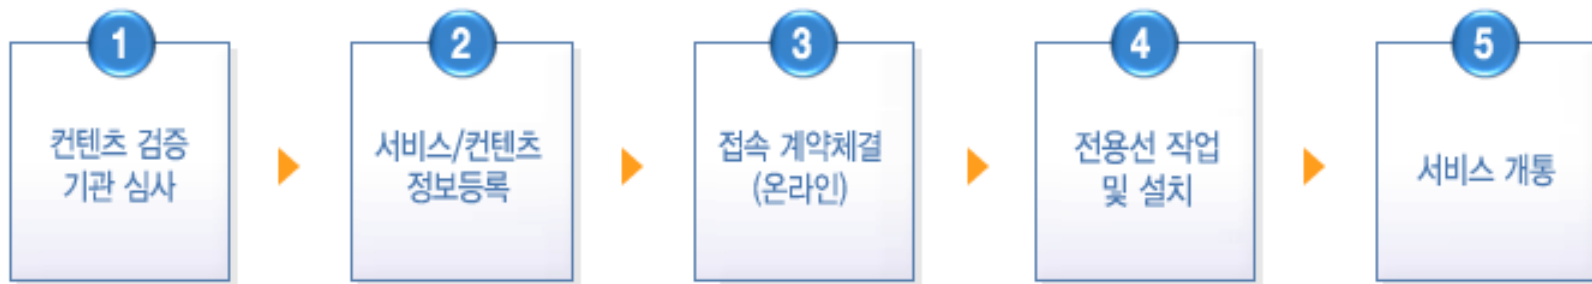 1
컨텐츠 검증
기관 심사
2
서비스/컨텐츠
정보등록
3
접속 계약체결
(온라인)
4
전용선 작업
및 설치
5
서비스 개통